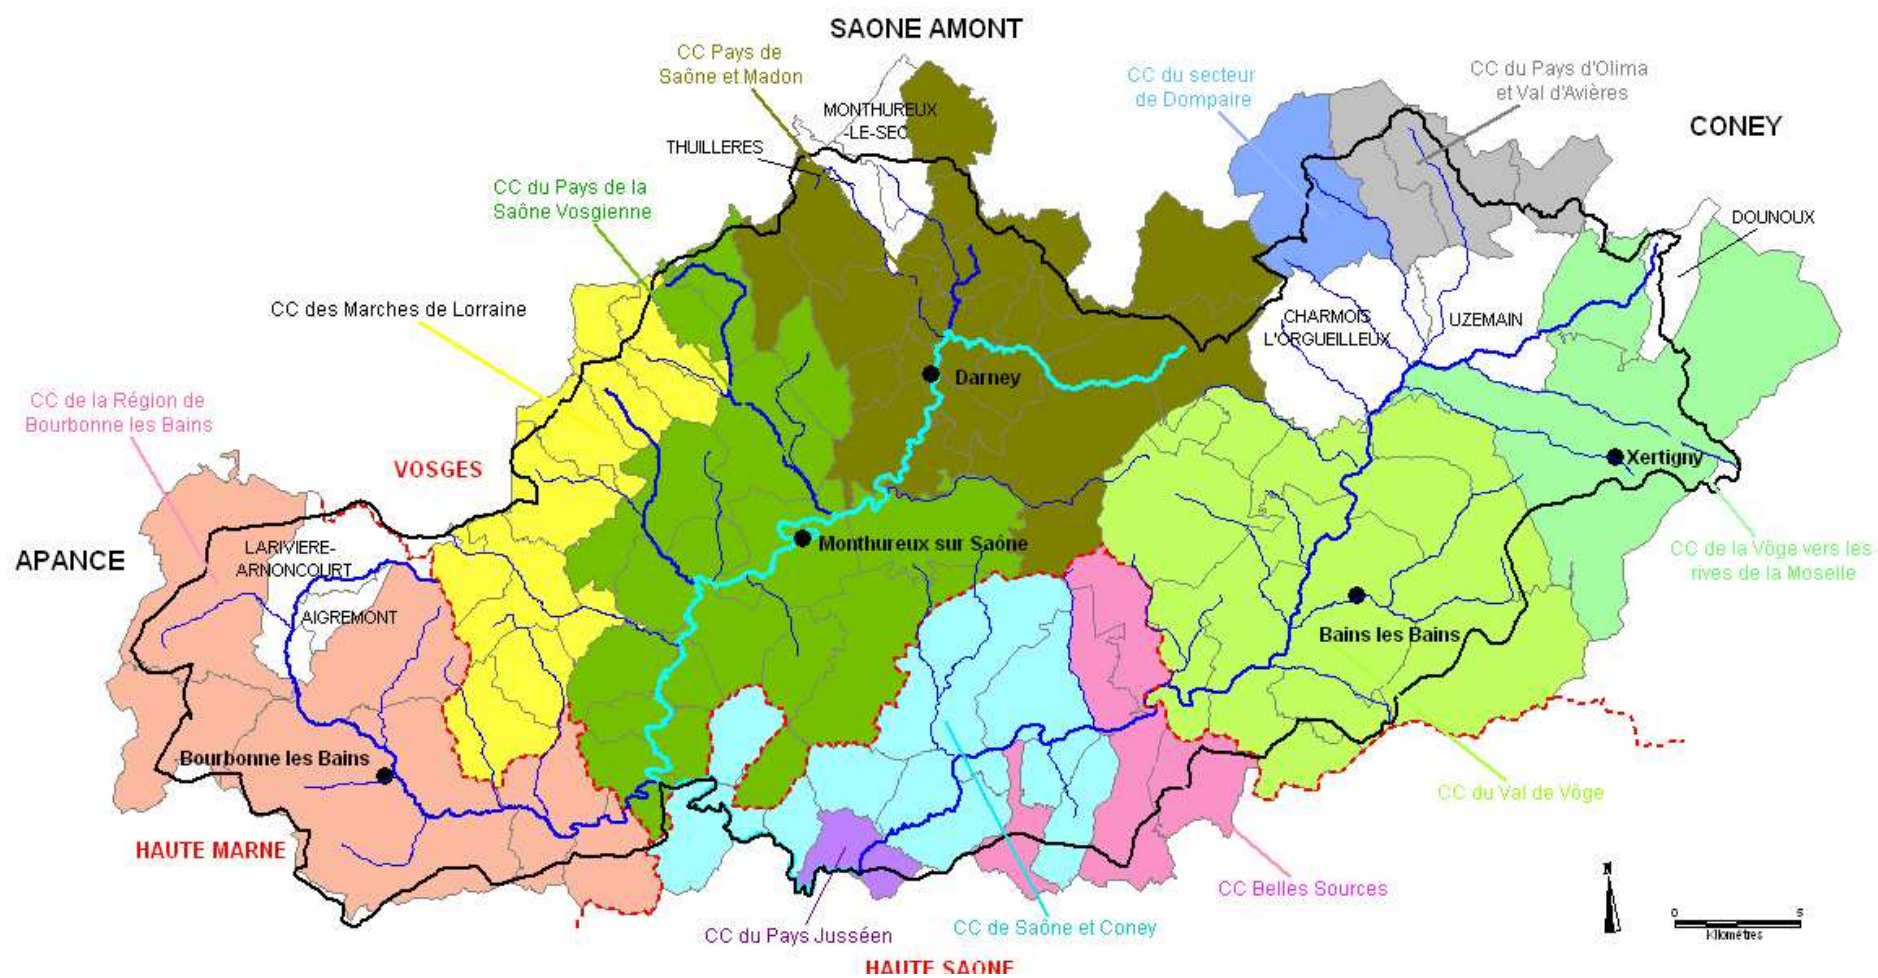 SAONE AMONT
CC Pays de
Saône et Madon
CC du secteur
de Dompaire
CC du Pays d'Olima
et Val d'Avières
MONTHUREUX
-LE-SEC
CONEY
THUILLERES
CC du Pays de la
Saône Vosgienne
DOUNOUX
CC des Marches de Lorraine
CHARMOIS
L'ORGUEILLEUX
UZEMAIN
Darney
CC de la Région de
Bourbonne les Bains
VOSGES
Xertigny
APANCE
LARIVIERE-
ARNONCOURT
Monthureux sur Saône
CC de la Vôge vers les
rives de la Moselle
AIGREMONT
Bains les Bains
Bourbonne les Bains
CC du Val de Vôge
HAUTE MARNE
CC Belles Sources
N
CC du Pays Jusséen
CC de Saône et Coney
0 5
Kilomètres
HAUTE SAONE